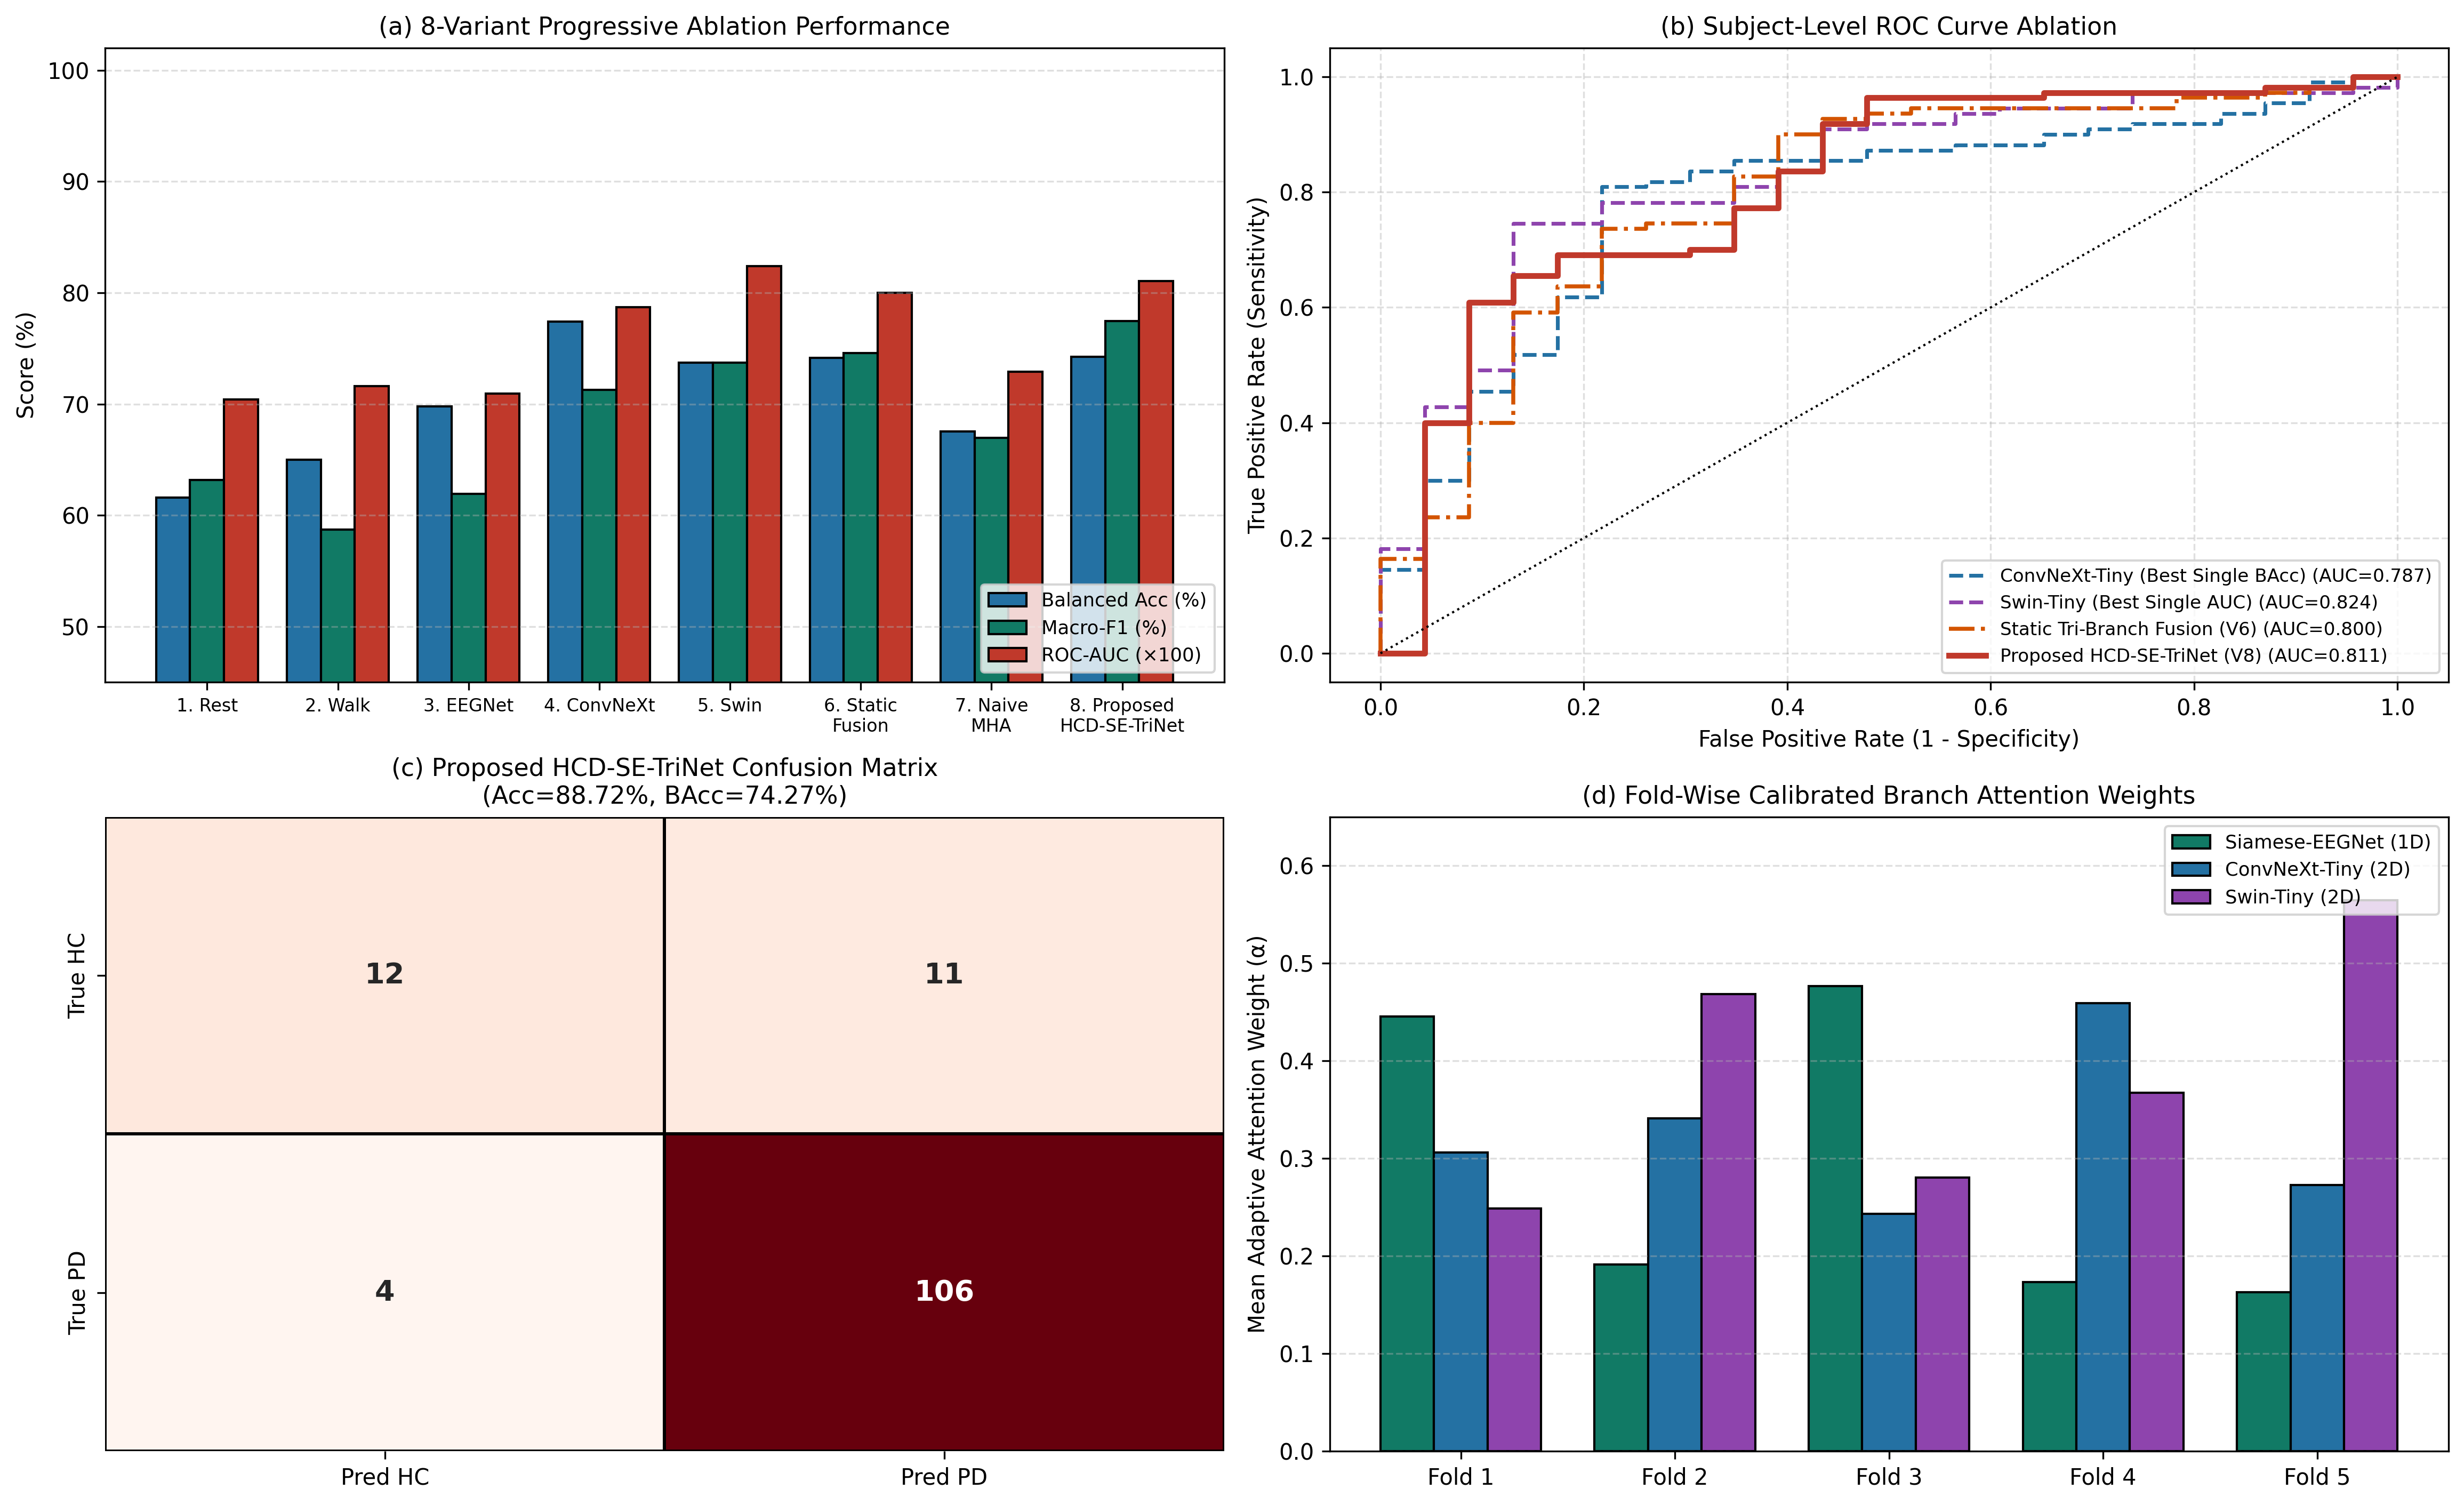 (a) 8-Variant Progressive Ablation Performance
Score (%)
100
90
80
70
60
50
Balanced Acc (%)
Macro-F1 (%)
ROC-AUC (×100)
1. Rest
2. Walk
3. EEGNet
4. ConvNeXt
5. Swin
6. Static
Fusion
7. Naive
MHA
8. Proposed
HCD-SE-TriNet
(b) Subject-Level ROC Curve Ablation
True Positive Rate (Sensitivity)
1.0
0.8
0.6
0.4
0.2
0.0
ConvNeXt-Tiny (Best Single BAcc) (AUC=0.787)
Swin-Tiny (Best Single AUC) (AUC=0.824)
Static Tri-Branch Fusion (V6) (AUC=0.800)
Proposed HCD-SE-TriNet (V8) (AUC=0.811)
0.0
0.2
0.4
0.6
0.8
1.0
False Positive Rate (1 - Specificity)
(c) Proposed HCD-SE-TriNet Confusion Matrix
(Acc=88.72%, BAcc=74.27%)
True HC
12
11
True PD
4
106
Pred HC
Pred PD
(d) Fold-Wise Calibrated Branch Attention Weights
Mean Adaptive Attention Weight (α)
0.6
0.5
0.4
0.3
0.2
0.1
0.0
Siamese-EEGNet (1D)
ConvNeXt-Tiny (2D)
Swin-Tiny (2D)
Fold 1
Fold 2
Fold 3
Fold 4
Fold 5